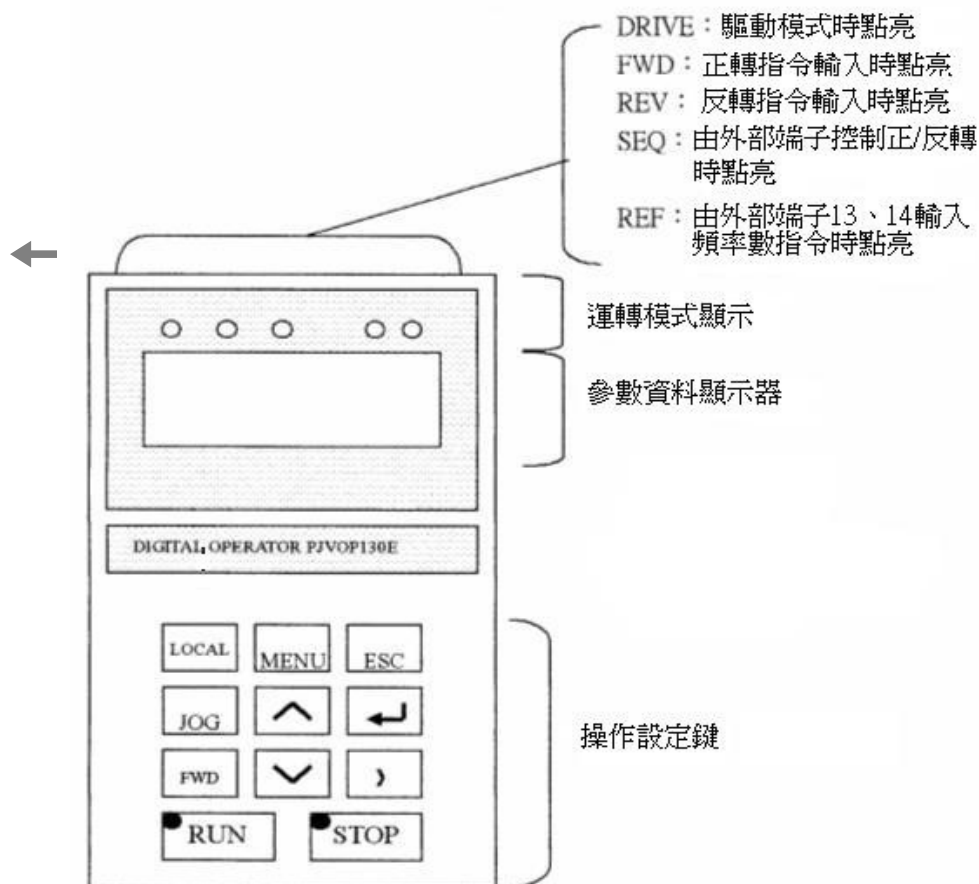 DRIVE：驅動模式時點亮
FWD：正轉指令輸入時點亮
REV：反轉指令輸入時點亮
SEQ：由外部端子控制正/反轉
時點亮
REF：由外部端子13、14輸入
頻率數指令時點亮
運轉模式顯示
參數資料顯示器
DIGITAL OPERATOR PJVOP130E
LOCAL MENU ESC
JOG
FWD
RUN STOP
操作設定鍵